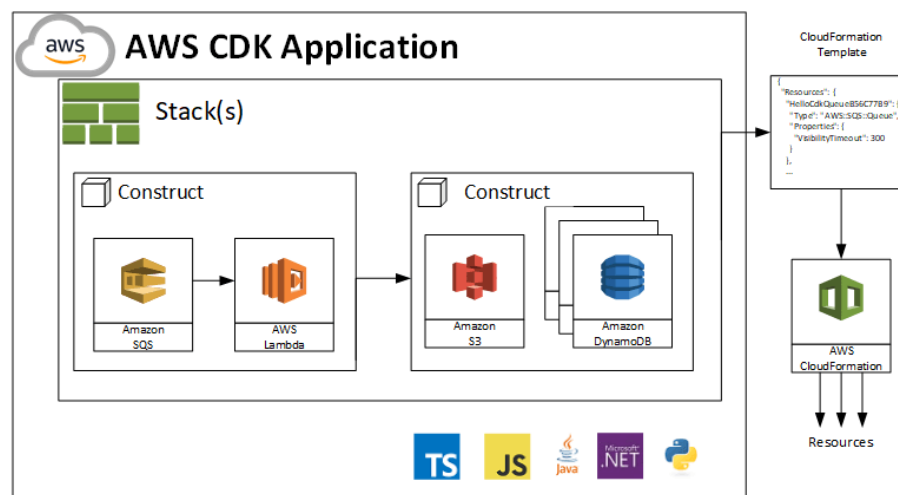 aws
AWS CDK Application
Stack(s)
Construct
Amazon
SQS
AWS
Lambda
Construct
Amazon
S3
Amazon
DynamoDB
TS
JS
Java
Microsoft
.NET
CloudFormation
Template
{
"Resources": {
"HelloCdkQueueB56C77B9": {
"Type": "AWS::SQS::Queue",
"Properties": {
"VisibilityTimeout": 300
}
},
...
AWS
CloudFormation
Resources